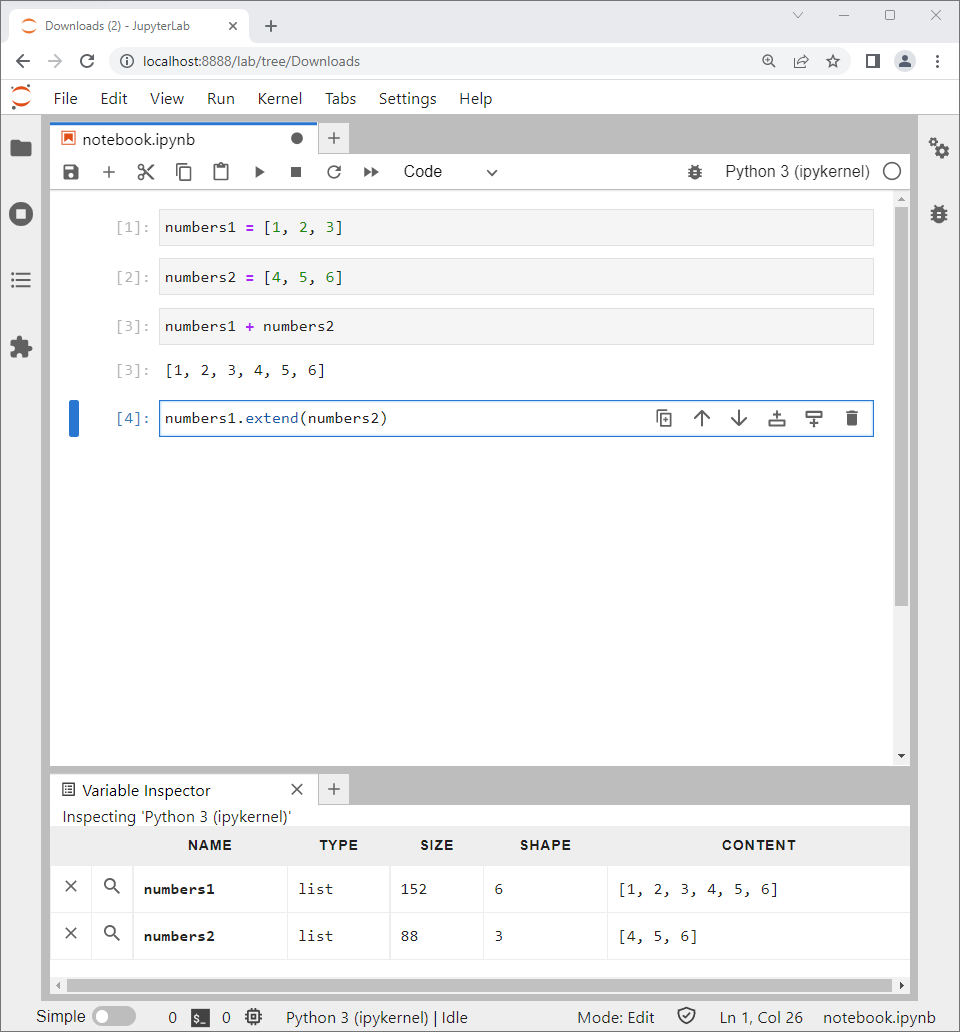 Downloads (2) - JupyterLab
localhost:8888/lab/tree/Downloads
File Edit View Run Kernel Tabs Settings Help
notebook.ipynb
Code Python 3 (ipykernel)
[1]: numbers1 = [1, 2, 3]
[2]: numbers2 = [4, 5, 6]
[3]: numbers1 + numbers2
[3]: [1, 2, 3, 4, 5, 6]
[4]: numbers1.extend(numbers2)
Variable Inspector
Inspecting 'Python 3 (ipykernel)'
NAME TYPE SIZE SHAPE CONTENT
numbers1 list 152 6 [1, 2, 3, 4, 5, 6]
numbers2 list 88 3 [4, 5, 6]
Simple 0 $_ 0 Python 3 (ipykernel) | Idle Mode: Edit Ln 1, Col 26 notebook.ipynb